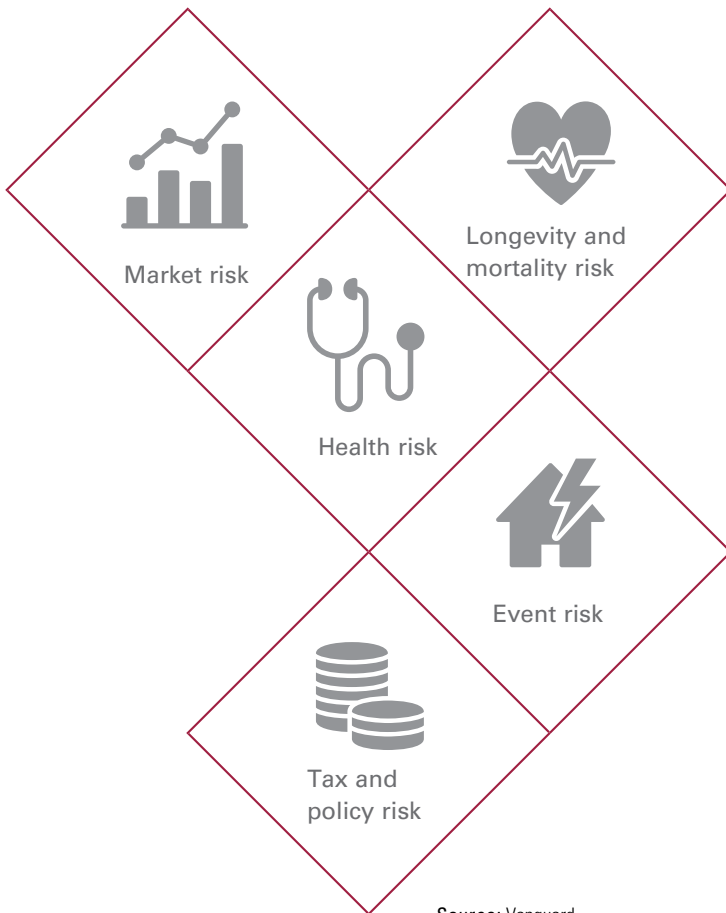 Market risk
Longevity and
mortality risk
Health risk
Event risk
Tax and
policy risk
Source: Vanguard